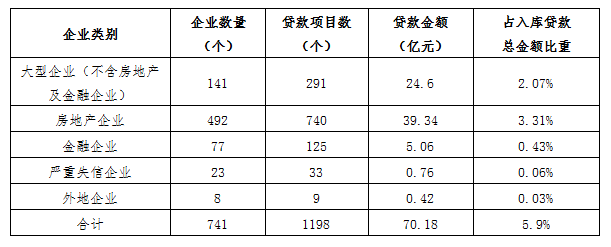 企业类别 企业数量（个） 贷款项目数（个） 贷款金额（亿元） 占入库贷款总金额比重
大型企业（不含房地产及金融企业） 141 291 24.6 2.07%
房地产企业 492 740 39.34 3.31%
金融企业 77 125 5.06 0.43%
严重失信企业 23 33 0.76 0.06%
外地企业 8 9 0.42 0.03%
合计 741 1198 70.18 5.9%